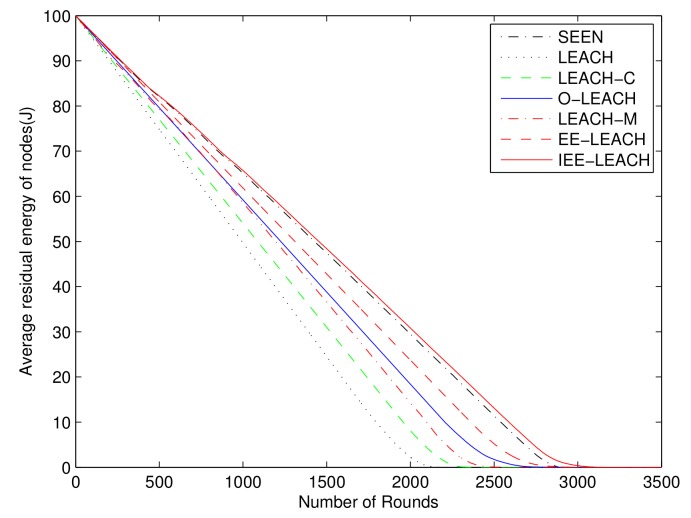 100
90
80
70
60
50
40
30
20
10
0
Average residual energy of nodes(J)
SEEN
LEACH
LEACH−C
O−LEACH
LEACH−M
EE−LEACH
IEE−LEACH
0 500 1000 1500 2000 2500 3000 3500
Number of Rounds